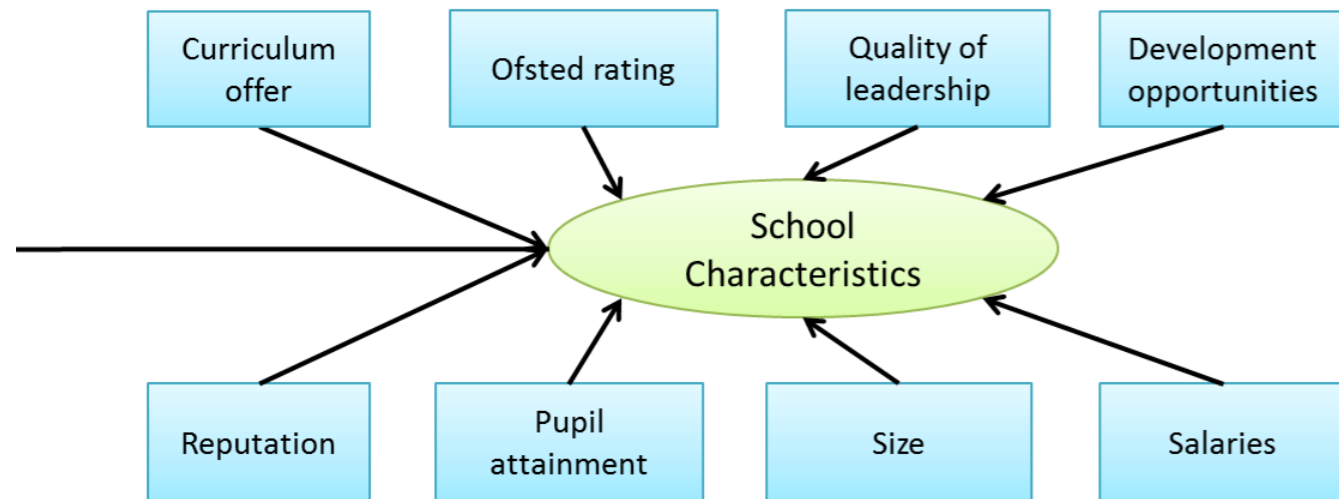 Curriculum
offer
Ofsted rating
Quality of
leadership
Development
opportunities
School
Characteristics
Reputation
Pupil
attainment
Size
Salaries